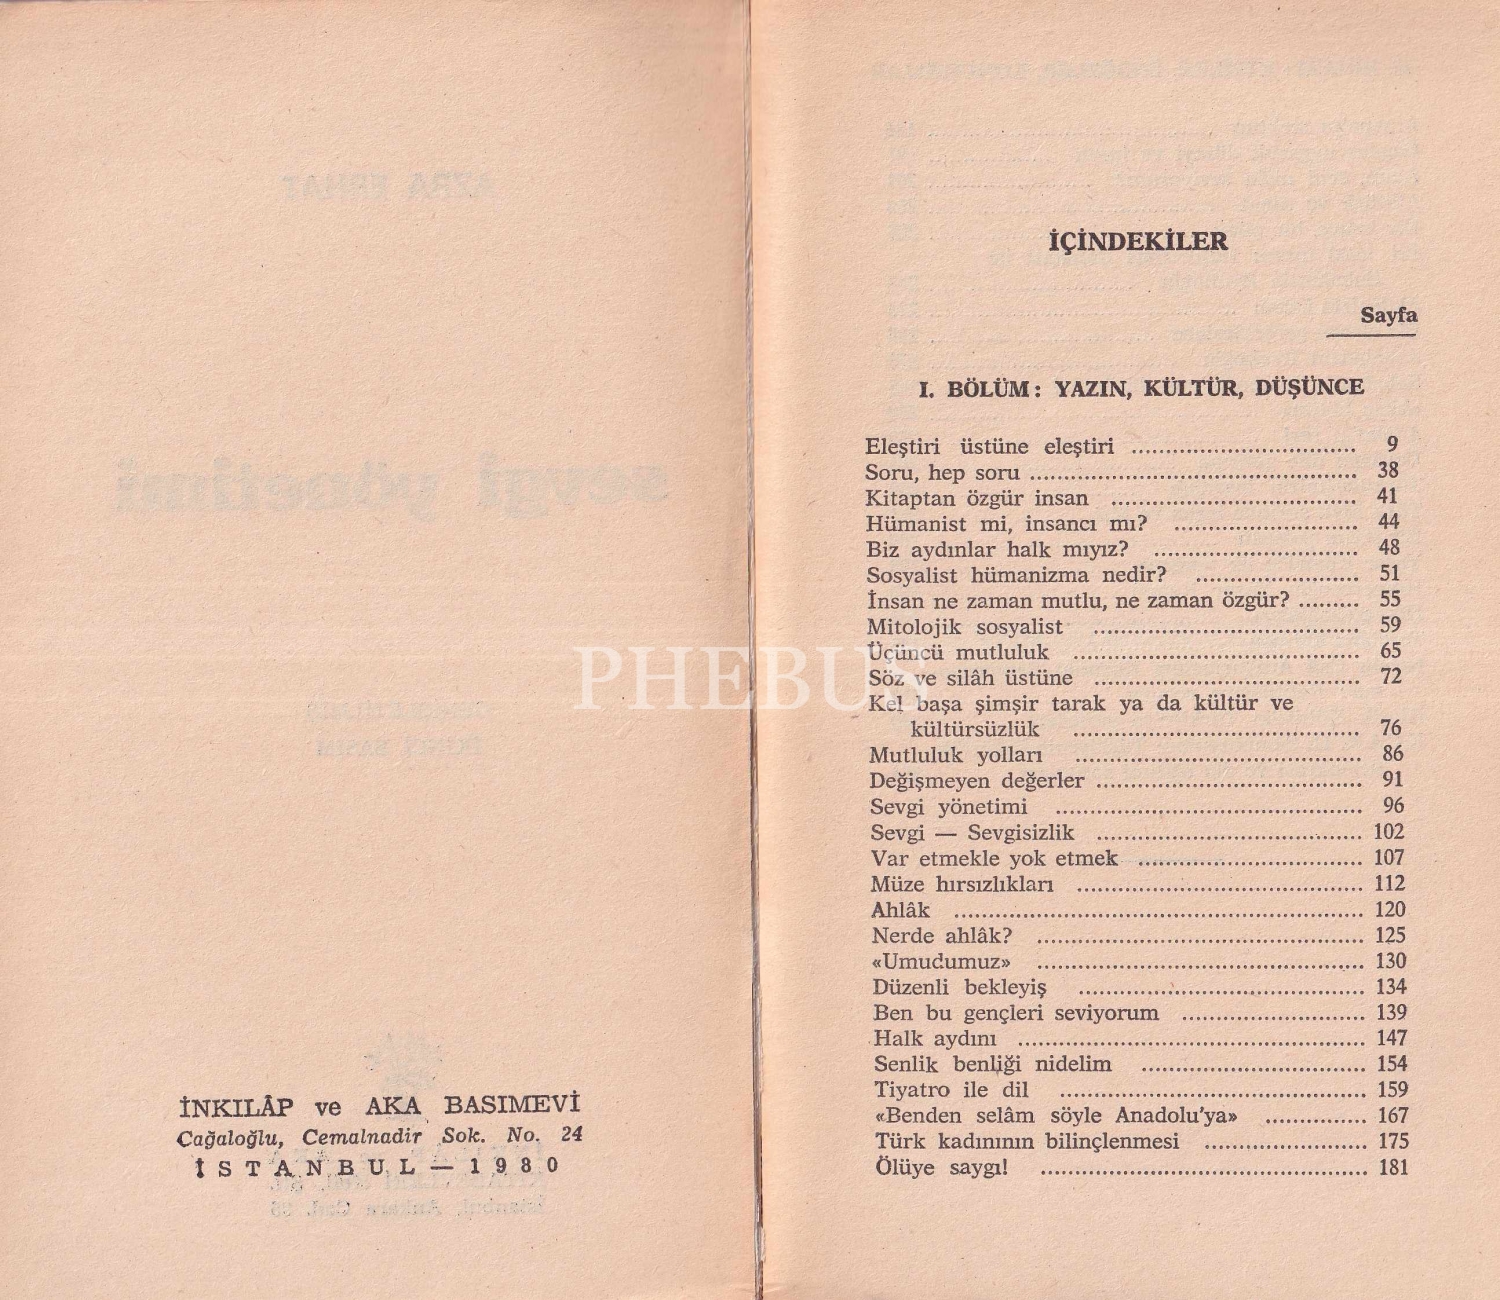 İNKILÂP ve AKA BASIMEVİ
Cağaloğlu, Cemalnadir Sok. No. 24
İSTANBUL — 1980
İÇİNDEKİLER
Sayfa
I. BÖLÜM: YAZIN, KÜLTÜR, DÜŞÜNCE
Eleştiri üstüne eleştiri ................................. 9
Soru, hep soru ................................................ 38
Kitaptan özgür insan .................................... 41
Hümanist mi, insancı mı? ........................... 44
Biz aydınlar halk mıyız? .............................. 48
Sosyalist hümanizma nedir? ........................ 51
İnsan ne zaman mutlu, ne zaman özgür? ......... 55
Mitolojik sosyalist ....................................... 59
Üçüncü mutluluk .......................................... 65
Söz ve silâh üstüne ....................................... 72
Kel başa şimşir tarak ya da kültür ve
kültürsüzlük .......................................... 76
Mutluluk yolları .......................................... 86
Değişmeyen değerler ....................................... 91
Sevgi yönetimi ............................................. 96
Sevgi — Sevgisizlik ....................................... 102
Var etmekle yok etmek ................................. 107
Müze hırsızlıkları .......................................... 112
Ahlâk ............................................................ 120
Nerde ahlâk? ................................................ 125
«Umudumuz» ................................................ 130
Düzenli bekleyiş .......................................... 134
Ben bu gençleri seviyorum ........................... 139
Halk aydını ................................................... 147
Senlik benliği nidelim ................................. 154
Tiyatro ile dil ............................................. 159
«Benden selâm söyle Anadolu'ya» ............... 167
Türk kadınının bilinçlenmesi ........................ 175
Ölüye saygı! ................................................ 181
PHEBUS